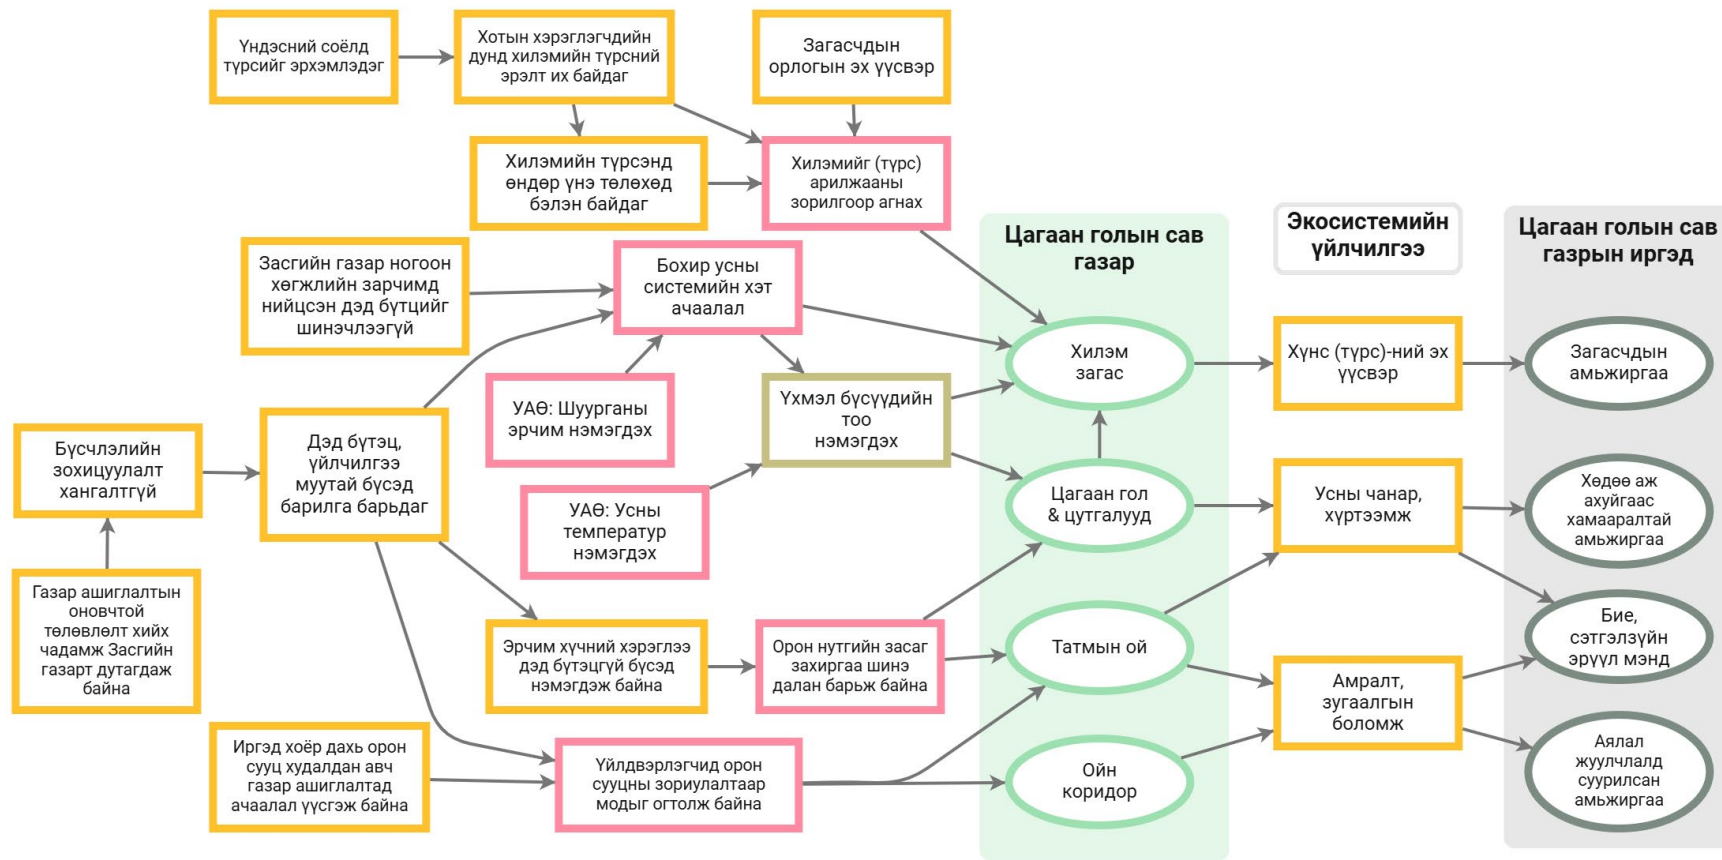 Үндэсний соёлд
түрсийг эрхэмлэдэг
Хотын хэрэглэгчдийн
дунд хилэмийн түрсний
эрэлт их байдаг
Загасчдын
орлогын эх үүсвэр
Хилэмийн түрсэнд
өндөр үнэ төлөхөд
бэлэн байдаг
Хилэмийг (түрс)
арилжааны
зорилгоор агнах
Засгийн газар ногоон
хөгжлийн зарчимд
нийцсэн дэд бүтцийг
шинэчлээгүй
Бохир усны
системийн хэт
ачаалал
УАӨ: Шуурганы
эрчим нэмэгдэх
Үхмэл бүсүүдийн
тоо
нэмэгдэх
УАӨ: Усны
температур
нэмэгдэх
Бүсчлэлийн
зохицуулалт
хангалтгүй
Дэд бүтэц,
үйлчилгээ
муутай бүсэд
барилга барьдаг
Газар ашиглалтын
оновчтой
төлөвлөлт хийх
чадамж Засгийн
газарт дутагдаж
байна
Эрчим хүчний хэрэглээ
дэд бүтэцгүй бүсэд
нэмэгдэж байна
Орон нутгийн засаг
захиргаа шинэ
далан барьж байна
Иргэд хоёр дахь орон
сууц худалдан авч
газар ашиглалтад
ачаалал үүсгэж байна
Үйлдвэрлэгчид орон
сууцны зориулалтаар
модыг огтолж байна
Цагаан голын сав
газар
Хилэм
загас
Цагаан гол
& цутгалууд
Татмын ой
Ойн
коридор
Экосистемийн
үйлчилгээ
Хүнс (түрс)-ний эх
үүсвэр
Усны чанар,
хүртээмж
Амралт,
зугаалгын
боломж
Цагаан голын сав
газрын иргэд
Загасчдын
амьжиргаа
Хөдөө аж
ахуйгаас
хамааралтай
амьжиргаа
Бие,
сэтгэлзүйн
эрүүл мэнд
Аялал
жуулчлалд
суурилсан
амьжиргаа